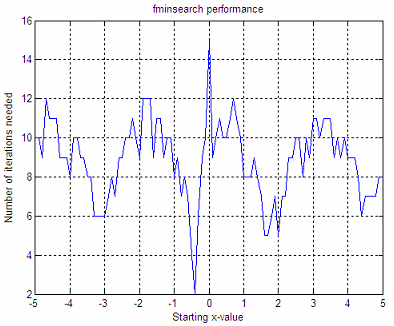 fminsearch performance
Number of iterations needed
16
14
12
10
8
6
4
2
-5 -4 -3 -2 -1 0 1 2 3 4 5
Starting x-value